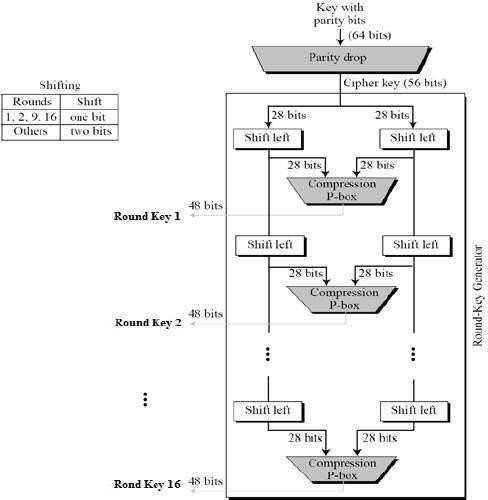 Key with
parity bits
(64 bits)
Parity drop
Cipher key (56 bits)
Shifting
Rounds Shift
1, 2, 9. 16 one bit
Others two bits
28 bits 28 bits
Shift left Shift left
28 bits 28 bits
Compression
P-box
48 bits
Round Key 1
Shift left Shift left
28 bits 28 bits
Compression
P-box
48 bits
Round Key 2
Round-Key Generator
Shift left Shift left
28 bits 28 bits
Compression
P-box
48 bits
Rond Key 16